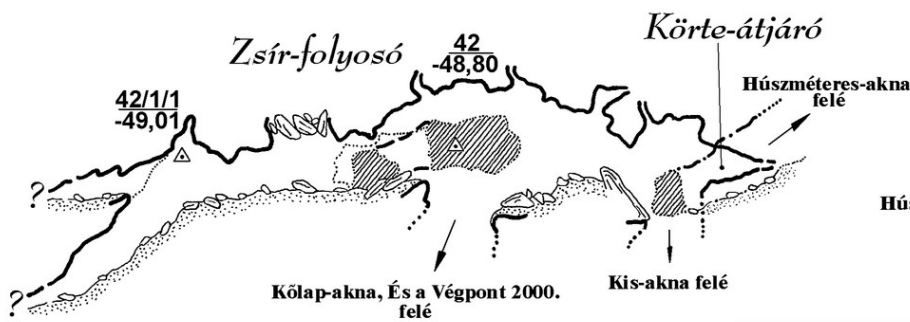 Zsír-folyosó
42
-48,80
Körte-átjáró
42/1/1
-49,01
Húszméteres-akna
felé
?
?
Kőlap-akna, És a Végpont 2000.
felé
Kis-akna felé